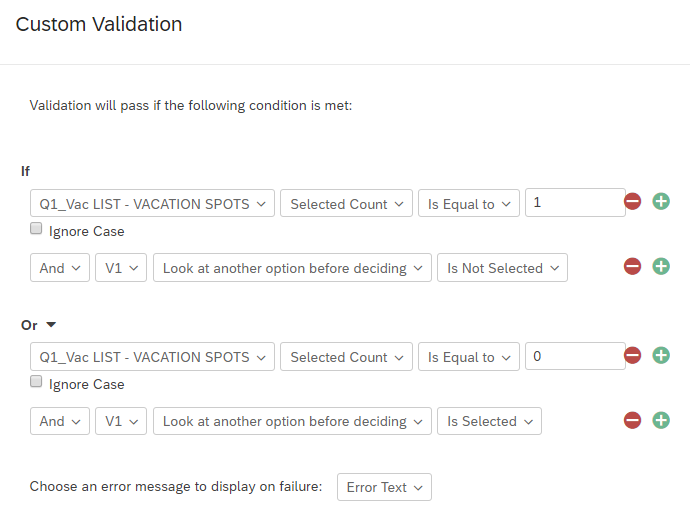 Custom Validation
Validation will pass if the following condition is met:
If
Q1_Vac LIST - VACATION SPOTS Selected Count Is Equal to 1
Ignore Case
And V1 Look at another option before deciding Is Not Selected
Or
Q1_Vac LIST - VACATION SPOTS Selected Count Is Equal to 0
Ignore Case
And V1 Look at another option before deciding Is Selected
Choose an error message to display on failure: Error Text